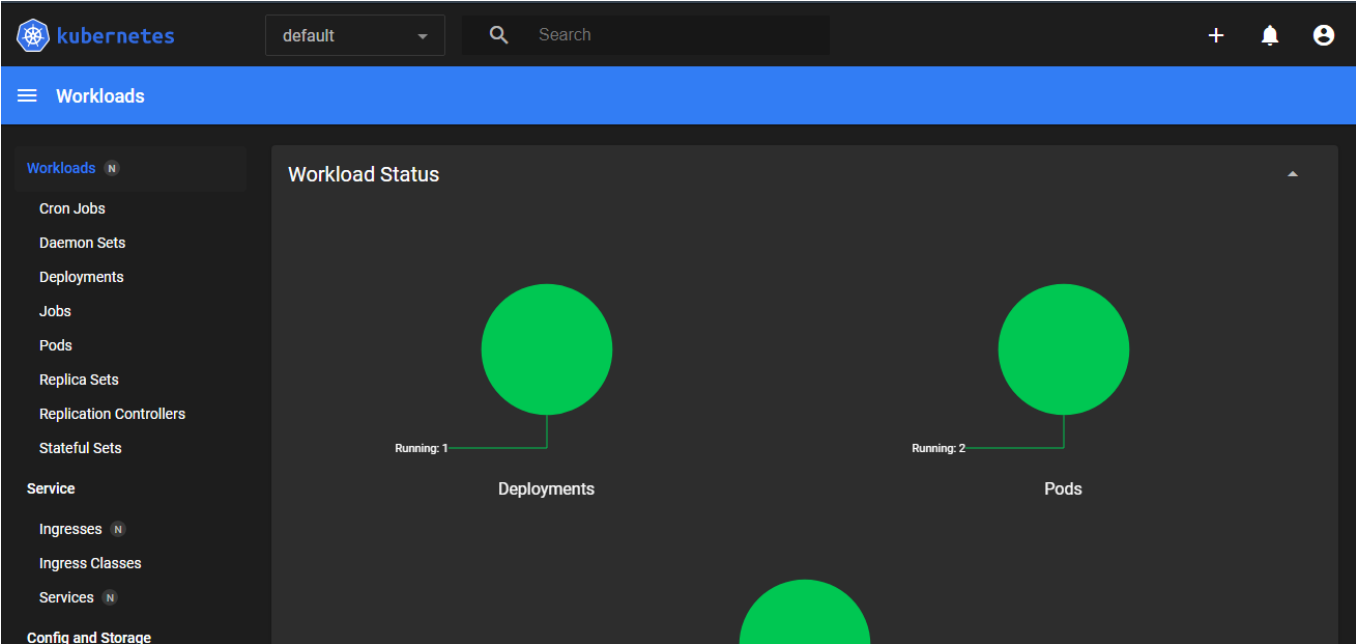 kubernetes
default
Search
Workloads
Workloads N
Cron Jobs
Daemon Sets
Deployments
Jobs
Pods
Replica Sets
Replication Controllers
Stateful Sets
Service
Ingresses N
Ingress Classes
Services N
Config and Storage
Workload Status
Running: 1
Deployments
Running: 2
Pods